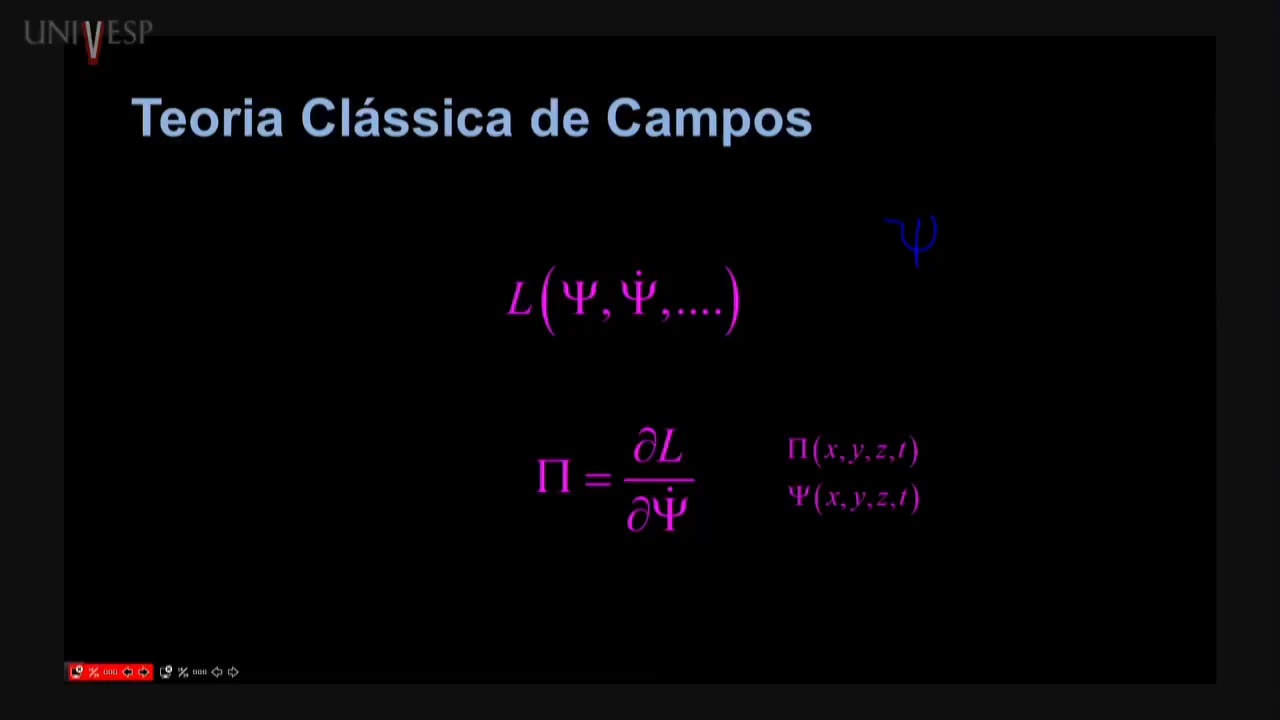 UNIVESP
Teoria Clássica de Campos
Ψ
L(Ψ, Ψ̇, ....)
Π = ∂L / ∂Ψ̇
Π(x, y, z, t)
Ψ(x, y, z, t)